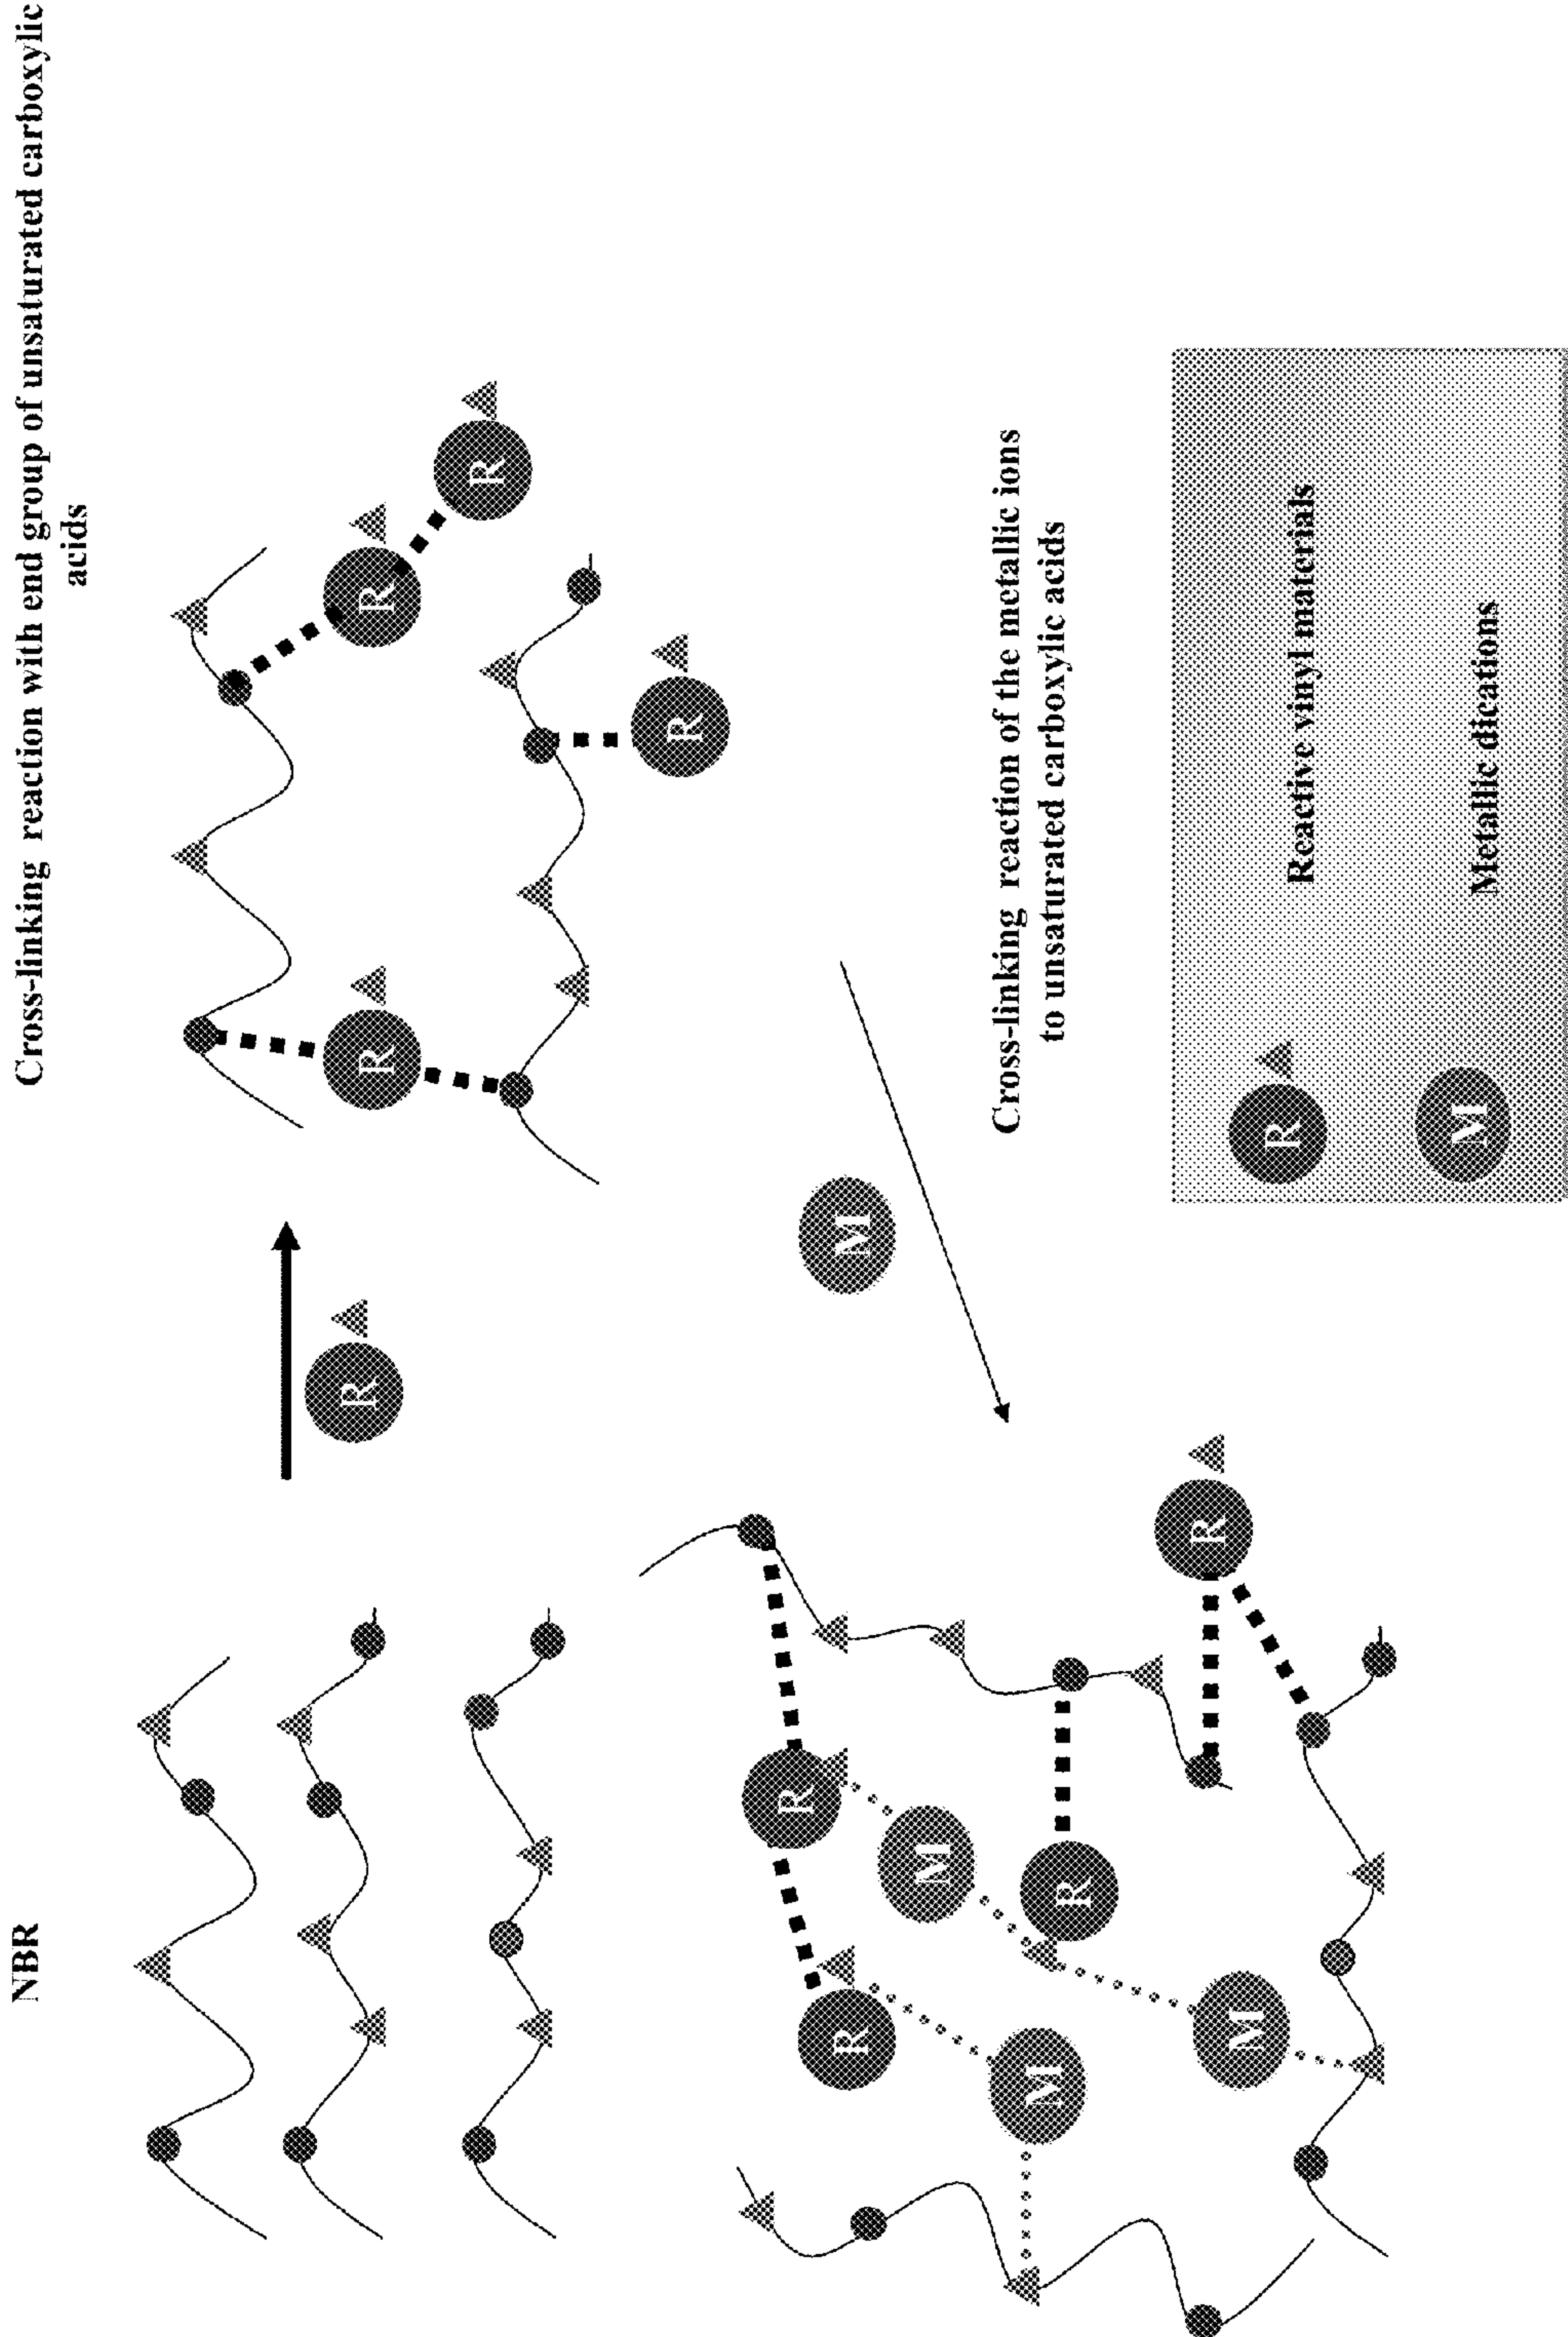 NBR
Cross-linking reaction with end group of unsaturated carboxylic
acids
R
R
R
R
R
M
Cross-linking reaction of the metallic ions
to unsaturated carboxylic acids
R
M
R
R
M
M
R
R Reactive vinyl materials
M Metallic dications